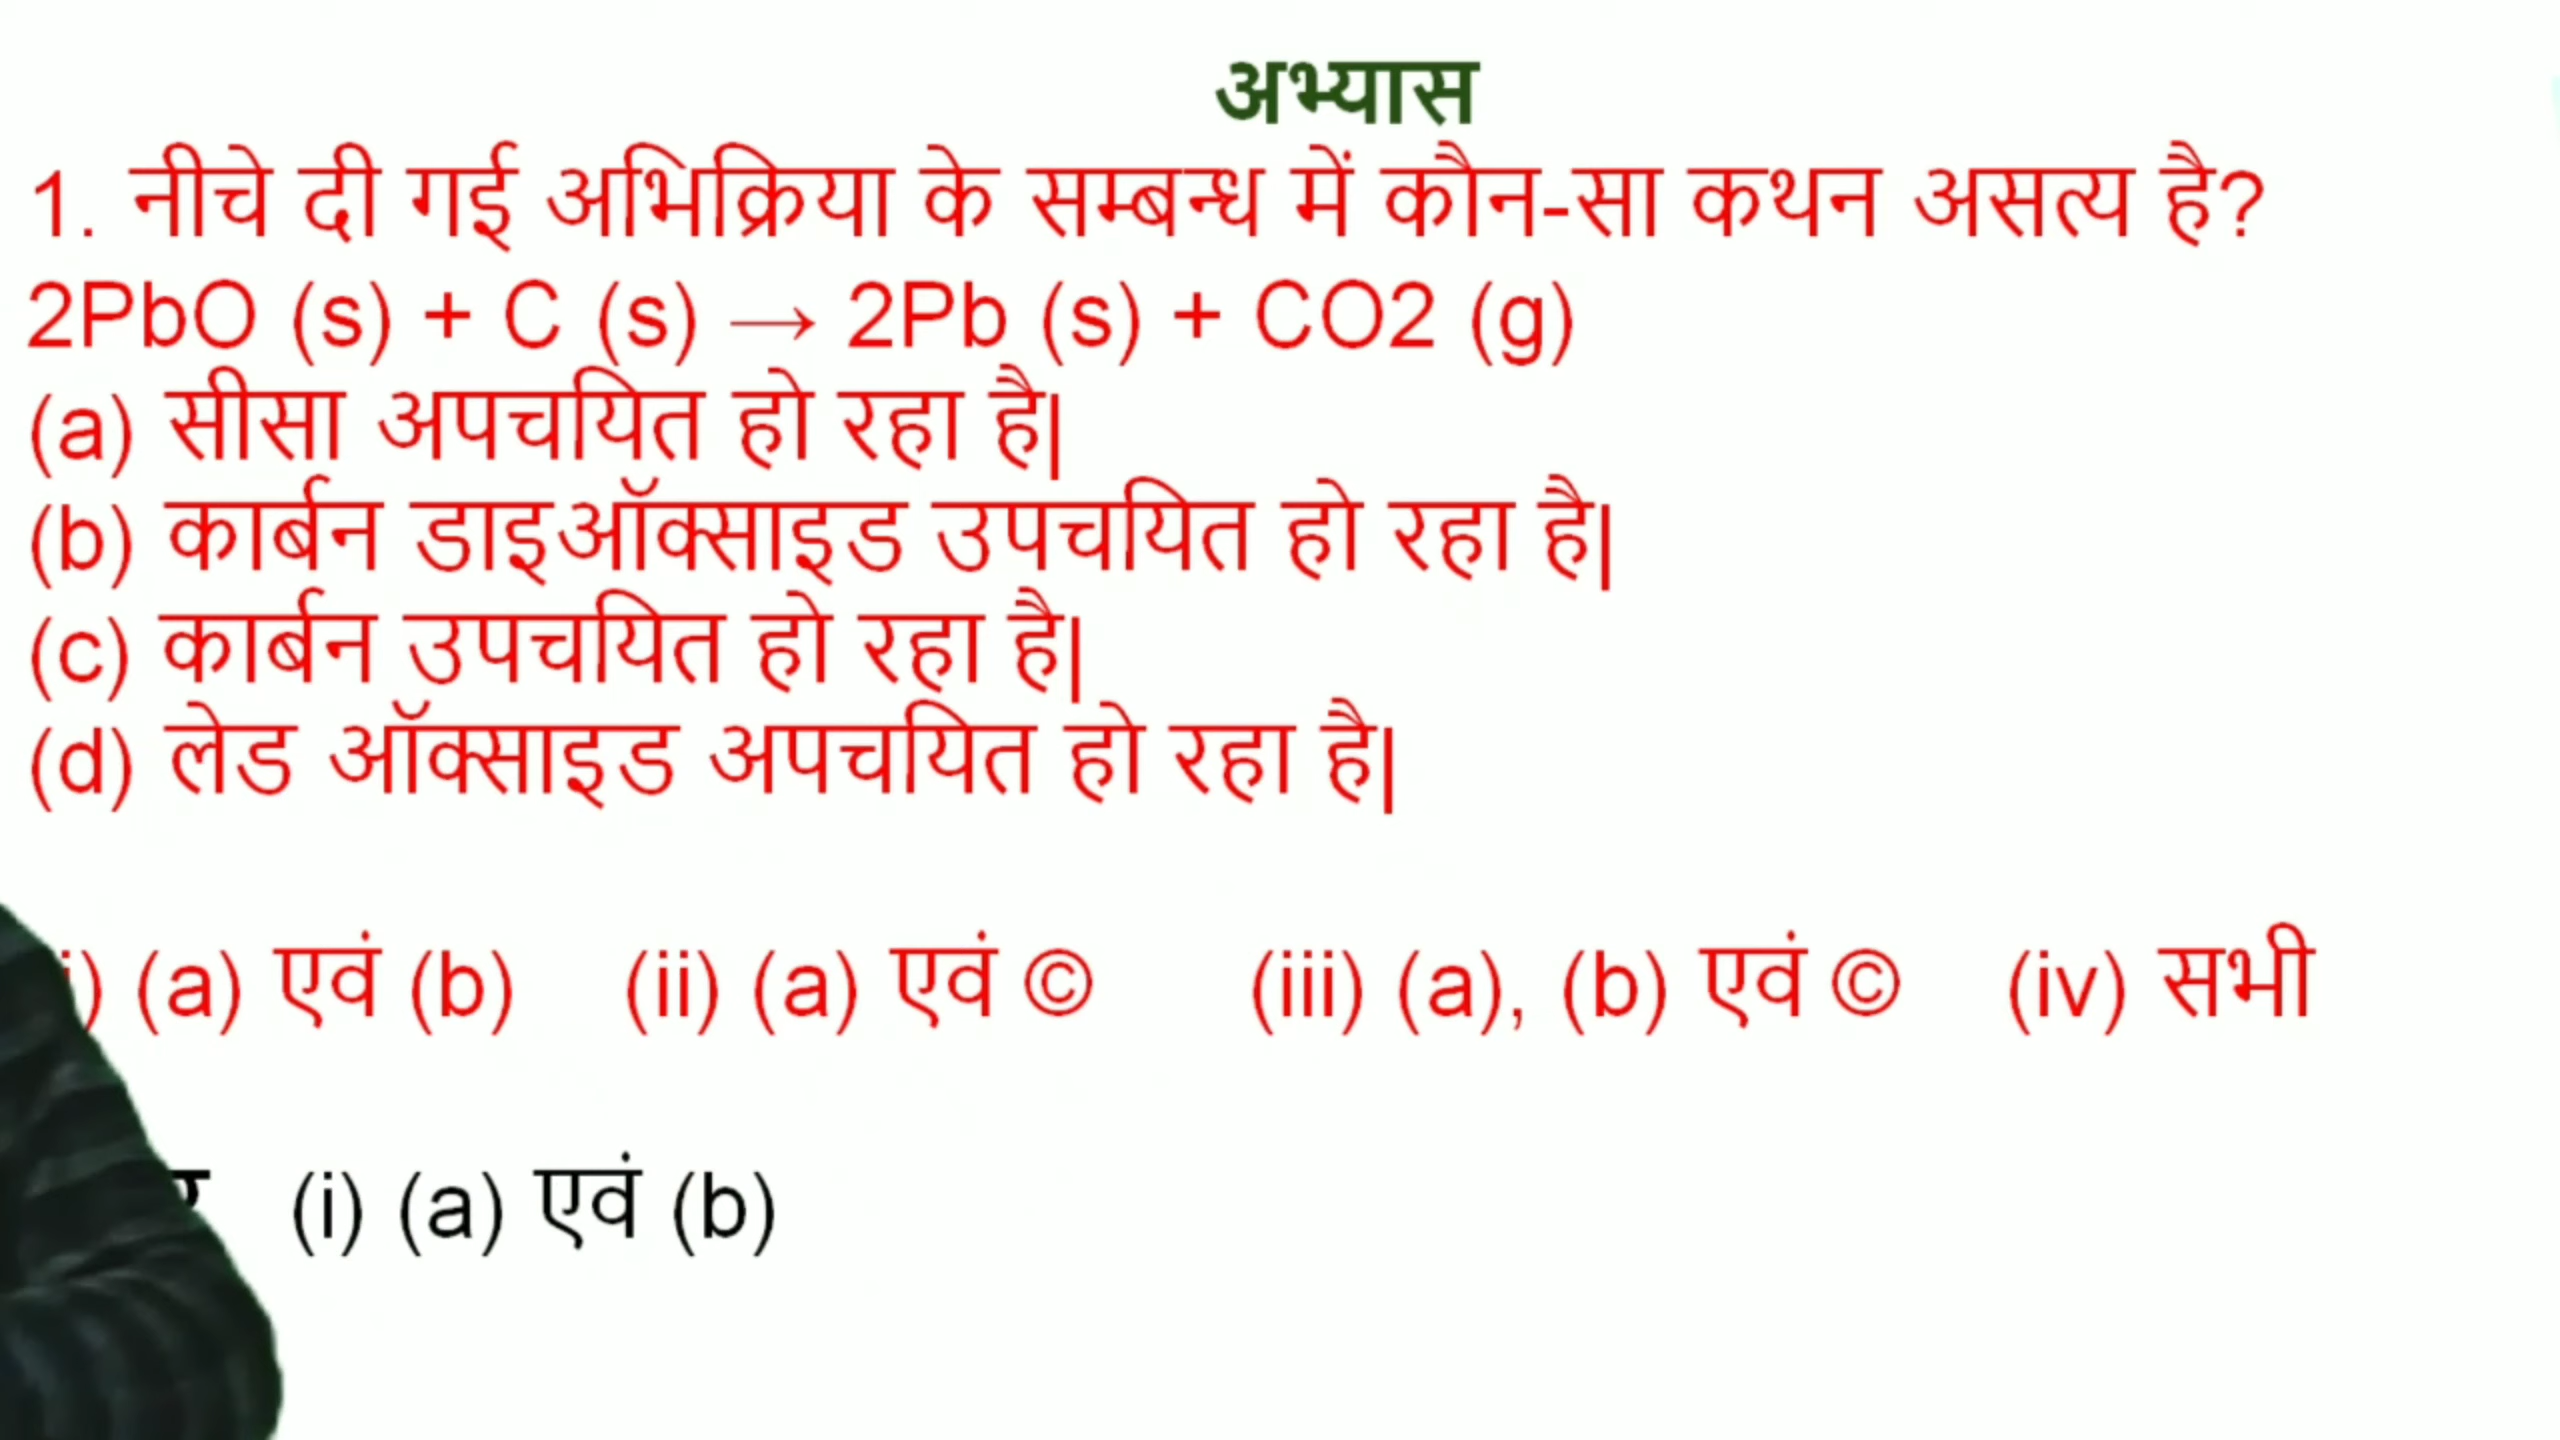 अभ्यास
1. नीचे दी गई अभिक्रिया के सम्बन्ध में कौन-सा कथन असत्य है?
2PbO (s) + C (s) → 2Pb (s) + CO2 (g)
(a) सीसा अपचयित हो रहा है|
(b) कार्बन डाइऑक्साइड उपचयित हो रहा है|
(c) कार्बन उपचयित हो रहा है|
(d) लेड ऑक्साइड अपचयित हो रहा है|
i) (a) एवं (b) (ii) (a) एवं © (iii) (a), (b) एवं © (iv) सभी
(i) (a) एवं (b)